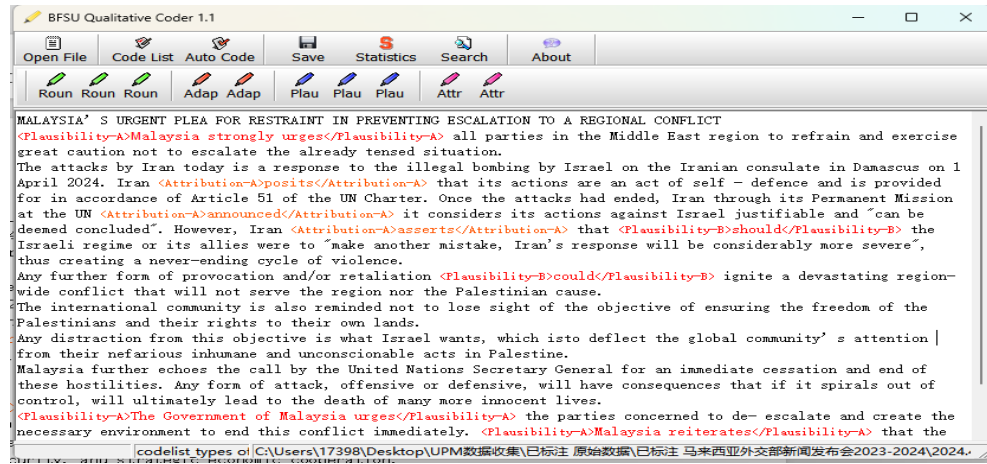 BFSU Qualitative Coder 1.1
Open File Code List Auto Code Save Statistics Search About
Roun Roun Roun Adap Adap Plau Plau Plau Attr Attr
MALAYSIA’S URGENT PLEA FOR RESTRAINT IN PREVENTING ESCALATION TO A REGIONAL CONFLICT
<Plausibility-A>Malaysia strongly urges</Plausibility-A> all parties in the Middle East region to refrain and exercise
great caution not to escalate the already tensed situation.
The attacks by Iran today is a response to the illegal bombing by Israel on the Iranian consulate in Damascus on 1
April 2024. Iran <Attribution-A>posits</Attribution-A> that its actions are an act of self – defence and is provided
for in accordance of Article 51 of the UN Charter. Once the attacks had ended, Iran through its Permanent Mission
at the UN <Attribution-A>announced</Attribution-A> it considers its actions against Israel justifiable and “can be
deemed concluded”. However, Iran <Attribution-A>asserts</Attribution-A> that <Plausibility-B>should</Plausibility-B> the
Israeli regime or its allies were to “make another mistake, Iran’s response will be considerably more severe”,
thus creating a never-ending cycle of violence.
Any further form of provocation and/or retaliation <Plausibility-B>could</Plausibility-B> ignite a devastating region-
wide conflict that will not serve the region nor the Palestinian cause.
The international community is also reminded not to lose sight of the objective of ensuring the freedom of the
Palestinians and their rights to their own lands.
Any distraction from this objective is what Israel wants, which isto deflect the global community’s attention
from their nefarious inhumane and unconscionable acts in Palestine.
Malaysia further echoes the call by the United Nations Secretary General for an immediate cessation and end of
these hostilities. Any form of attack, offensive or defensive, will have consequences that if it spirals out of
control, will ultimately lead to the death of many more innocent lives.
<Plausibility-A>The Government of Malaysia urges</Plausibility-A> the parties concerned to de– escalate and create the
necessary environment to end this conflict immediately. <Plausibility-A>Malaysia reiterates</Plausibility-A> that the
codelist_types of C:\Users\17398\Desktop\UPM数据收集\已标注 原始数据\已标注 马来西亚外交部新闻发布会2023-2024\2024.